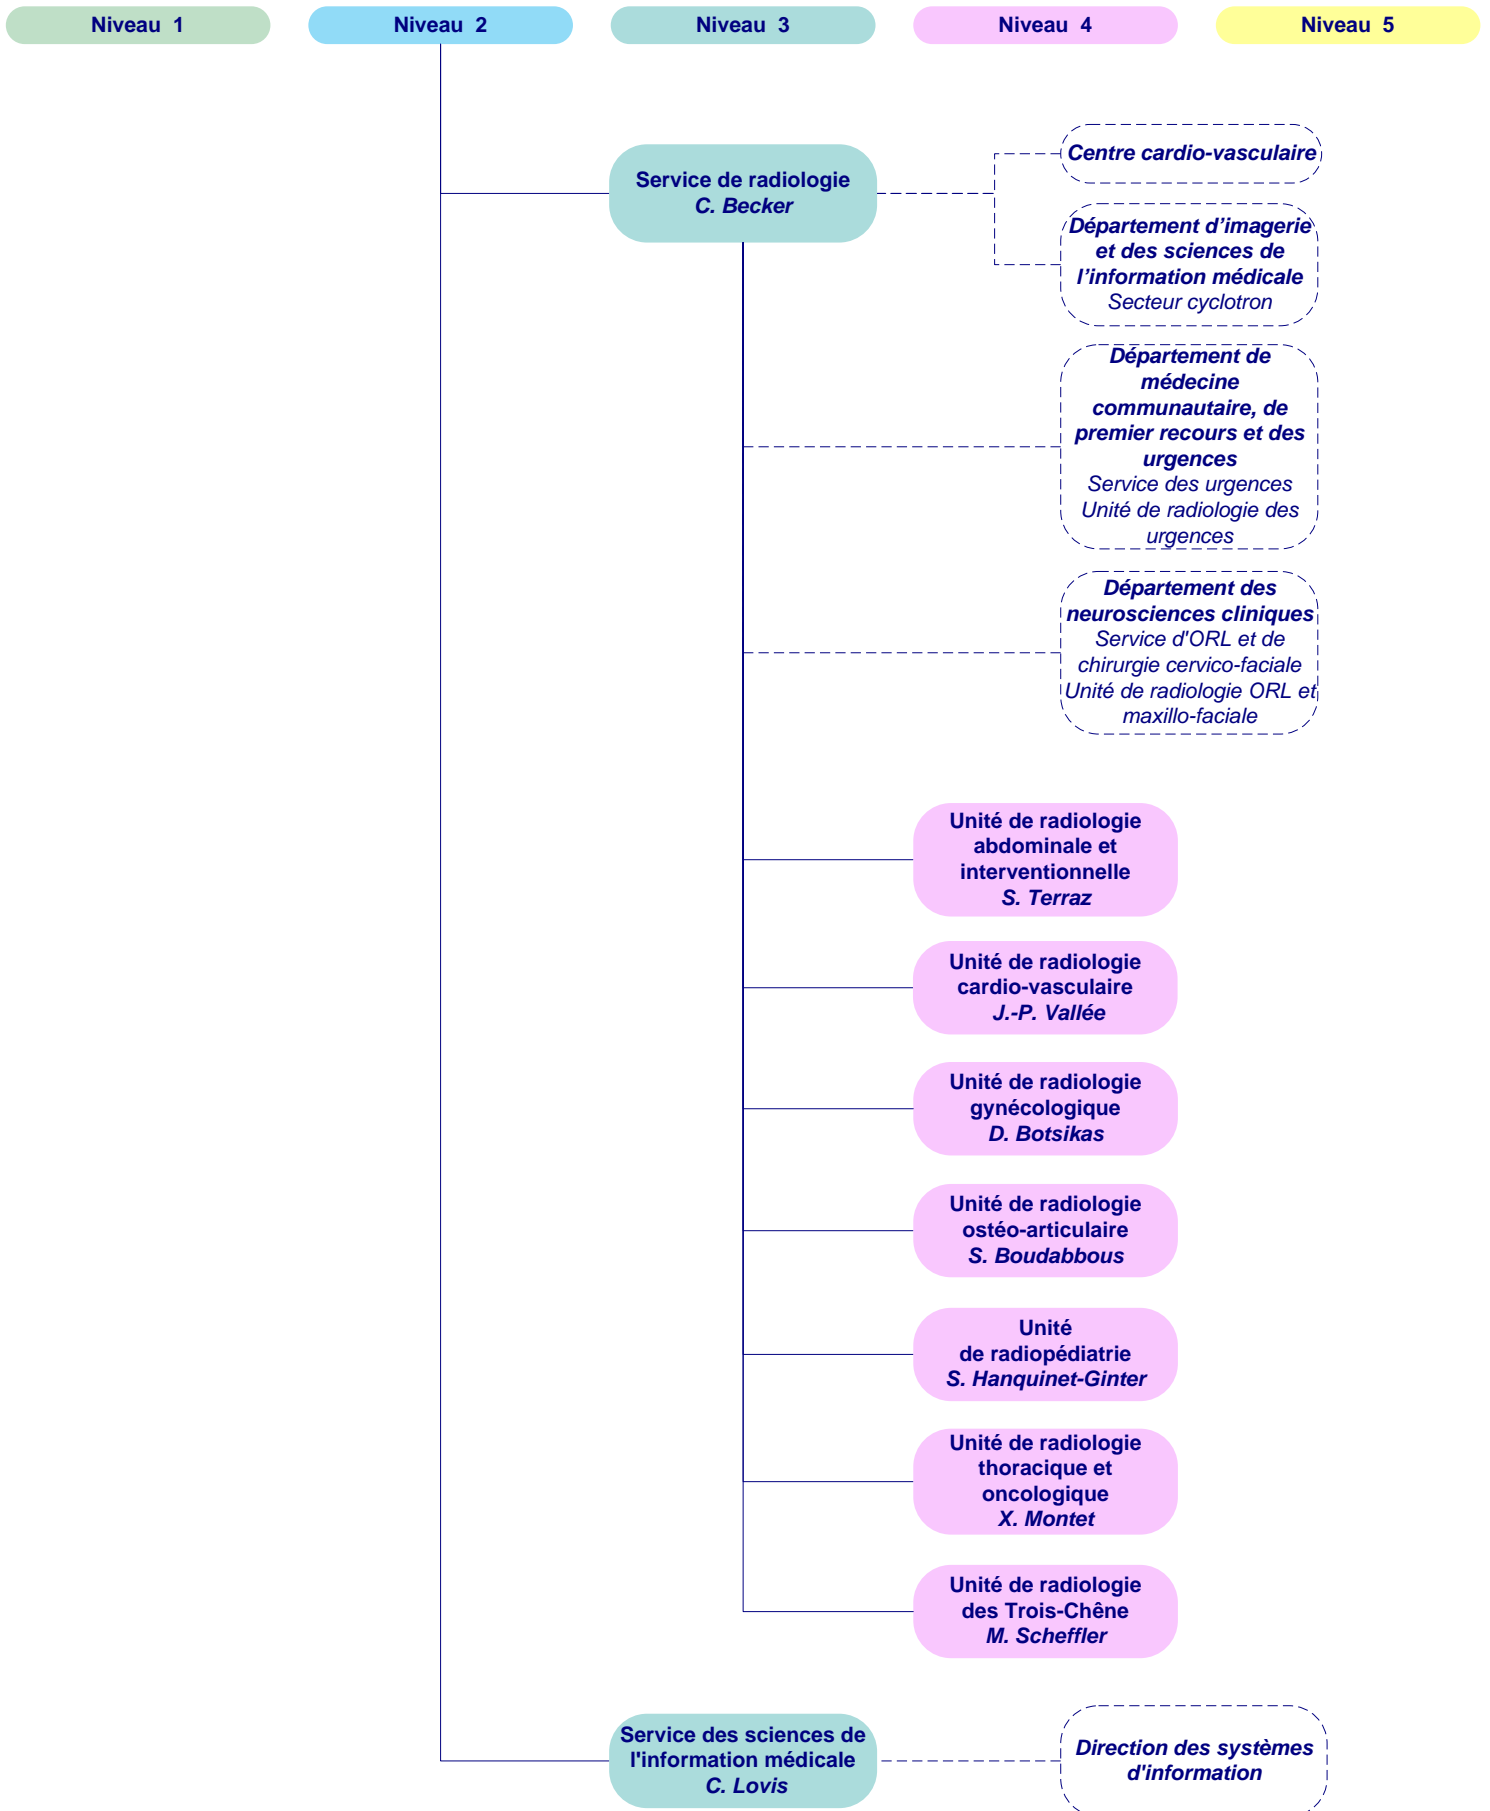 Niveau 1
Niveau 2
Niveau 3
Niveau 4
Niveau 5
Service de radiologie
C. Becker
Centre cardio-vasculaire
Département d’imagerie
et des sciences de
l’information médicale
Secteur cyclotron
Département de
médecine
communautaire, de
premier recours et des
urgences
Service des urgences
Unité de radiologie des
urgences
Département des
neurosciences cliniques
Service d'ORL et de
chirurgie cervico-faciale
Unité de radiologie ORL et
maxillo-faciale
Unité de radiologie
abdominale et
interventionnelle
S. Terraz
Unité de radiologie
cardio-vasculaire
J.-P. Vallée
Unité de radiologie
gynécologique
D. Botsikas
Unité de radiologie
ostéo-articulaire
S. Boudabbous
Unité
de radiopédiatrie
S. Hanquinet-Ginter
Unité de radiologie
thoracique et
oncologique
X. Montet
Unité de radiologie
des Trois-Chêne
M. Scheffler
Service des sciences de
l'information médicale
C. Lovis
Direction des systèmes
d'information